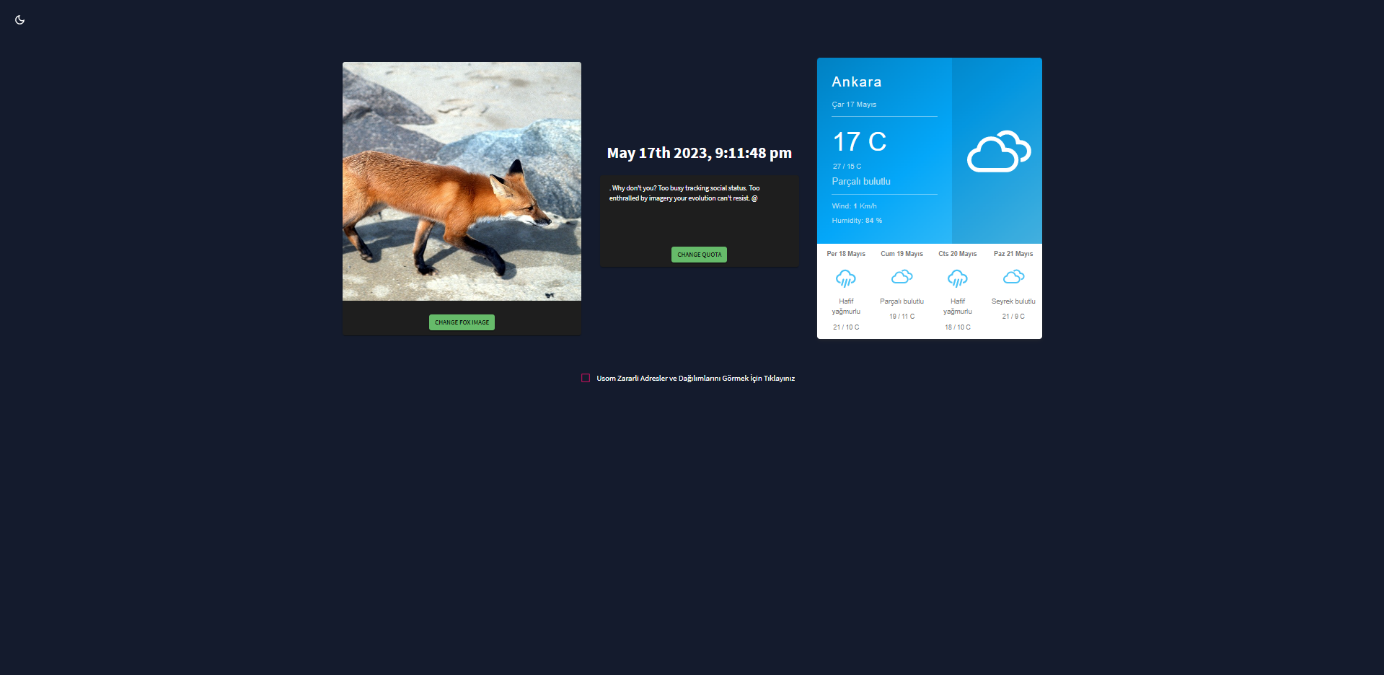 May 17th 2023, 9:11:48 pm
. Why don't you? Too busy tracking social status. Too
enthralled by imagery your evolution can't resist. @
CHANGE QUOTA
CHANGE FOX IMAGE
Ankara
Çar 17 Mayıs
17 C
27 / 15 C
Parçalı bulutlu
Wind: 1 Km/h
Humidity: 84 %
Per 18 Mayıs
Hafif
yağmurlu
21 / 10 C
Cum 19 Mayıs
Parçalı bulutlu
19 / 11 C
Cts 20 Mayıs
Hafif
yağmurlu
18 / 10 C
Paz 21 Mayıs
Seyrek bulutlu
21 / 9 C
Usom Zararli Adresler ve Dağılımlarını Görmek İçin Tıklayınız